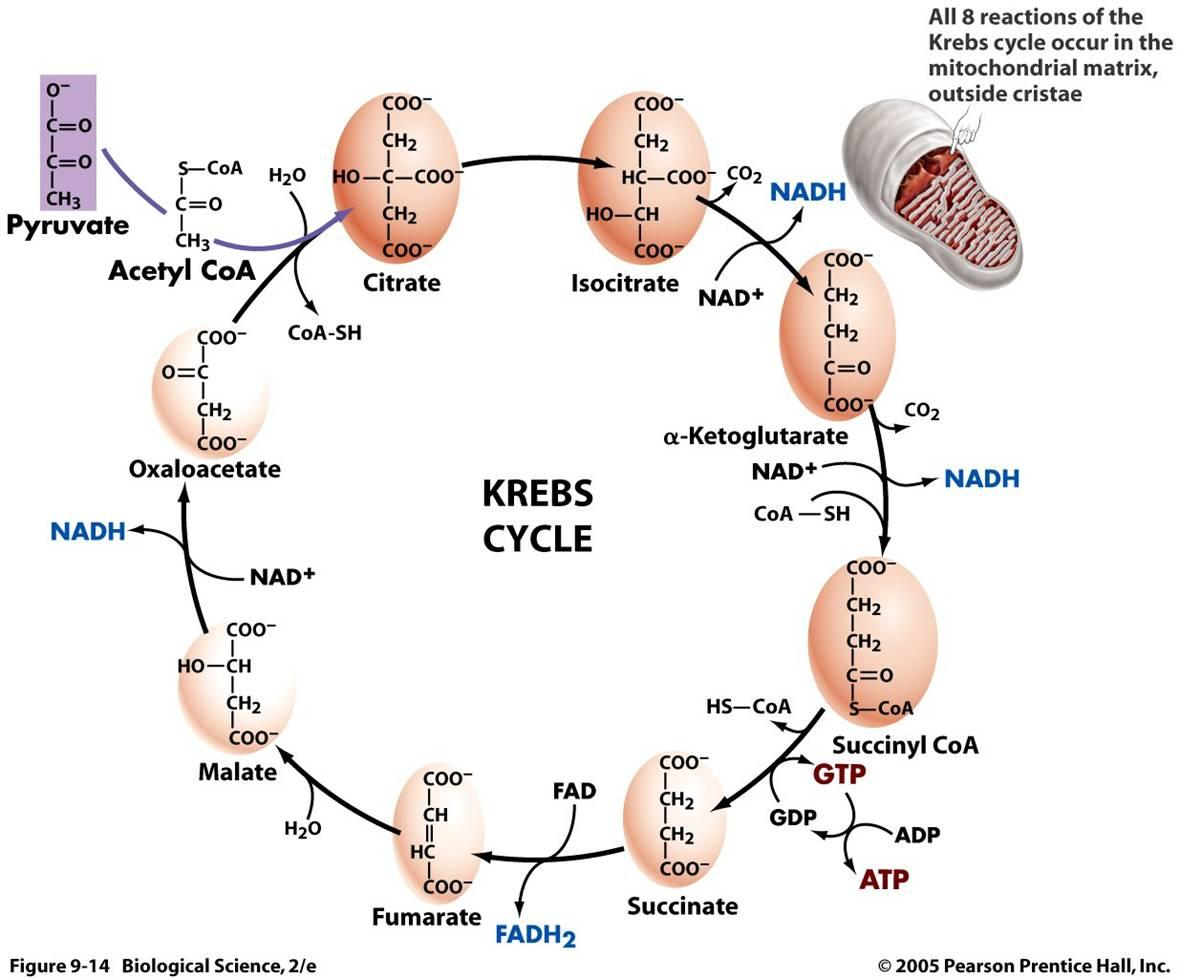 All 8 reactions of the
Krebs cycle occur in the
mitochondrial matrix,
outside cristae
O⁻
C=O
C=O
CH₃
Pyruvate
S—CoA
C=O
CH₃
Acetyl CoA
H₂O
CoA-SH
COO⁻
CH₂
HO—C—COO⁻
CH₂
COO⁻
Citrate
COO⁻
CH₂
HC—COO⁻
HO—CH
COO⁻
Isocitrate
CO₂
NADH
NAD⁺
COO⁻
CH₂
CH₂
C=O
COO⁻
α-Ketoglutarate
CO₂
NAD⁺
NADH
CoA—SH
COO⁻
CH₂
CH₂
C=O
S—CoA
Succinyl CoA
HS—CoA
GTP
GDP
ADP
ATP
COO⁻
CH₂
CH₂
COO⁻
Succinate
FAD
FADH₂
COO⁻
CH
HC
COO⁻
Fumarate
H₂O
COO⁻
HO—CH
CH₂
COO⁻
Malate
NAD⁺
NADH
COO⁻
O=C
CH₂
COO⁻
Oxaloacetate
KREBS
CYCLE
Figure 9-14 Biological Science, 2/e
© 2005 Pearson Prentice Hall, Inc.